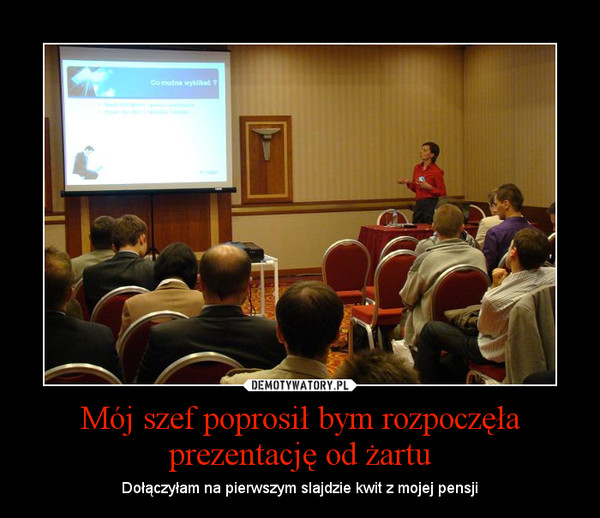 Co można wyklikać ?
DEMOTYWATORY.PL
Mój szef poprosił bym rozpoczęła
prezentację od żartu
Dołączyłam na pierwszym slajdzie kwit z mojej pensji